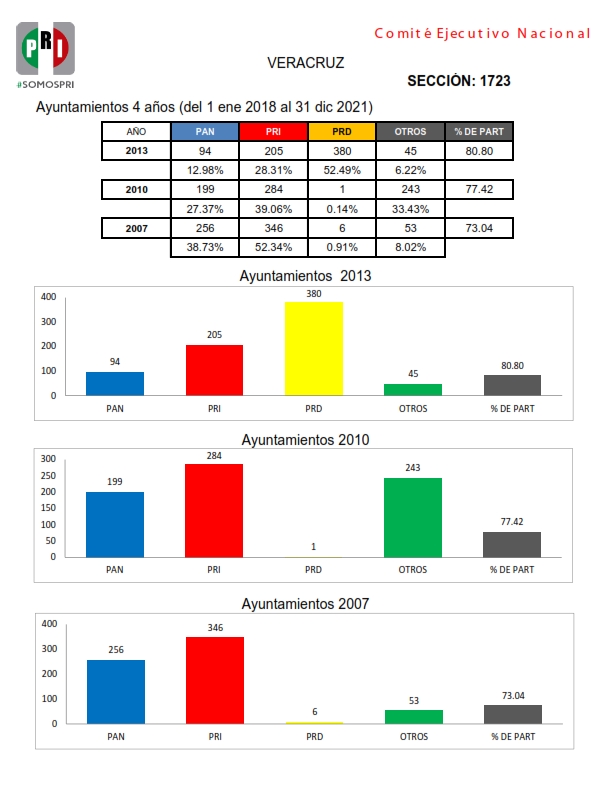 Comité Ejecutivo Nacional
PRI
#SOMOSPRI
VERACRUZ
SECCIÓN: 1723
Ayuntamientos 4 años (del 1 ene 2018 al 31 dic 2021)
AÑO PAN PRI PRD OTROS % DE PART
2013 94 205 380 45 80.80
12.98% 28.31% 52.49% 6.22%
2010 199 284 1 243 77.42
27.37% 39.06% 0.14% 33.43%
2007 256 346 6 53 73.04
38.73% 52.34% 0.91% 8.02%
Ayuntamientos 2013
400
300
200
100
0
94
205
380
45
80.80
PAN PRI PRD OTROS % DE PART
Ayuntamientos 2010
300
250
200
150
100
50
0
199
284
1
243
77.42
PAN PRI PRD OTROS % DE PART
Ayuntamientos 2007
400
300
200
100
0
256
346
6
53
73.04
PAN PRI PRD OTROS % DE PART